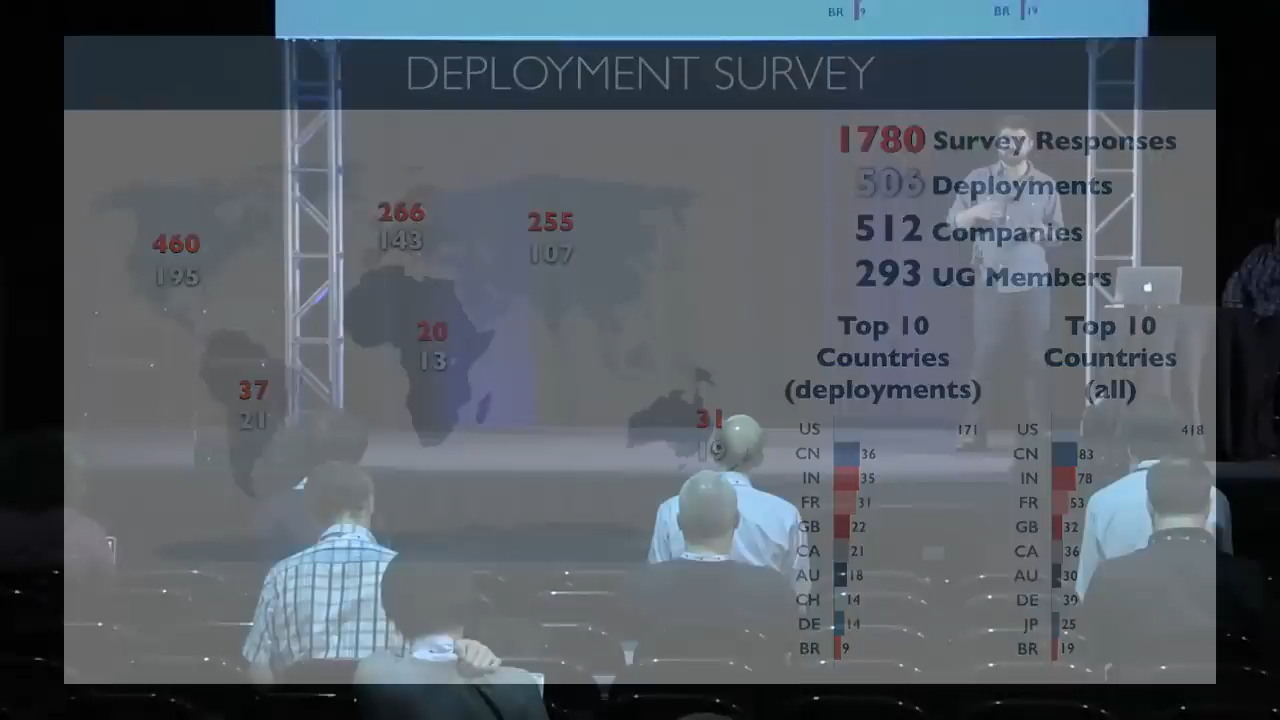 BR 9 BR 19
DEPLOYMENT SURVEY
1780 Survey Responses
506 Deployments
512 Companies
293 UG Members
460
195
266
143
255
107
20
13
37
21
31
19
Top 10 Countries (deployments)
US 171
CN 36
IN 35
FR 31
GB 22
CA 21
AU 18
CH 14
DE 14
BR 9
Top 10 Countries (all)
US 418
CN 83
IN 78
FR 53
GB 32
CA 36
AU 30
DE 39
JP 25
BR 19